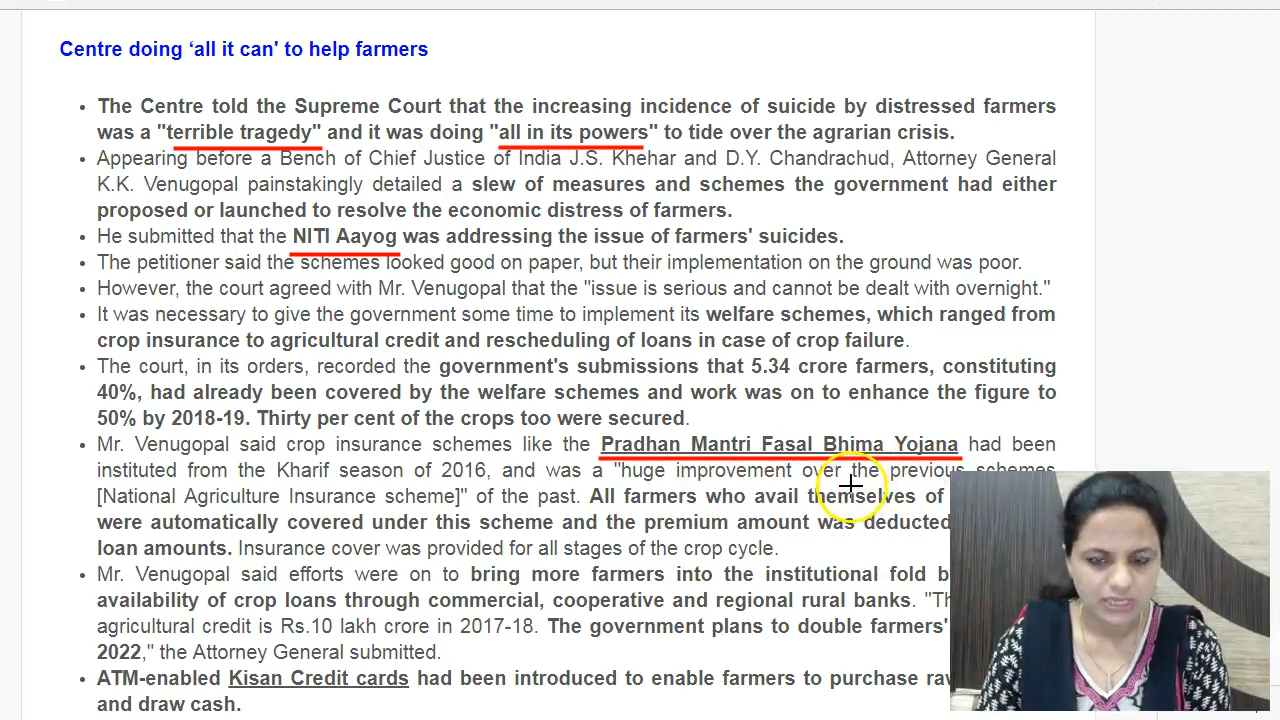 Centre doing ‘all it can' to help farmers
• The Centre told the Supreme Court that the increasing incidence of suicide by distressed farmers
was a "terrible tragedy" and it was doing "all in its powers" to tide over the agrarian crisis.
• Appearing before a Bench of Chief Justice of India J.S. Khehar and D.Y. Chandrachud, Attorney General
K.K. Venugopal painstakingly detailed a slew of measures and schemes the government had either
proposed or launched to resolve the economic distress of farmers.
• He submitted that the NITI Aayog was addressing the issue of farmers' suicides.
• The petitioner said the schemes looked good on paper, but their implementation on the ground was poor.
• However, the court agreed with Mr. Venugopal that the "issue is serious and cannot be dealt with overnight."
• It was necessary to give the government some time to implement its welfare schemes, which ranged from
crop insurance to agricultural credit and rescheduling of loans in case of crop failure.
• The court, in its orders, recorded the government's submissions that 5.34 crore farmers, constituting
40%, had already been covered by the welfare schemes and work was on to enhance the figure to
50% by 2018-19. Thirty per cent of the crops too were secured.
• Mr. Venugopal said crop insurance schemes like the Pradhan Mantri Fasal Bhima Yojana had been
instituted from the Kharif season of 2016, and was a "huge improvement over the previous schemes
[National Agriculture Insurance scheme]" of the past. All farmers who avail themselves of
were automatically covered under this scheme and the premium amount was deducted
loan amounts. Insurance cover was provided for all stages of the crop cycle.
• Mr. Venugopal said efforts were on to bring more farmers into the institutional fold
availability of crop loans through commercial, cooperative and regional rural banks.
agricultural credit is Rs.10 lakh crore in 2017-18. The government plans to double farmers'
2022," the Attorney General submitted.
• ATM-enabled Kisan Credit cards had been introduced to enable farmers to purchase
and draw cash.